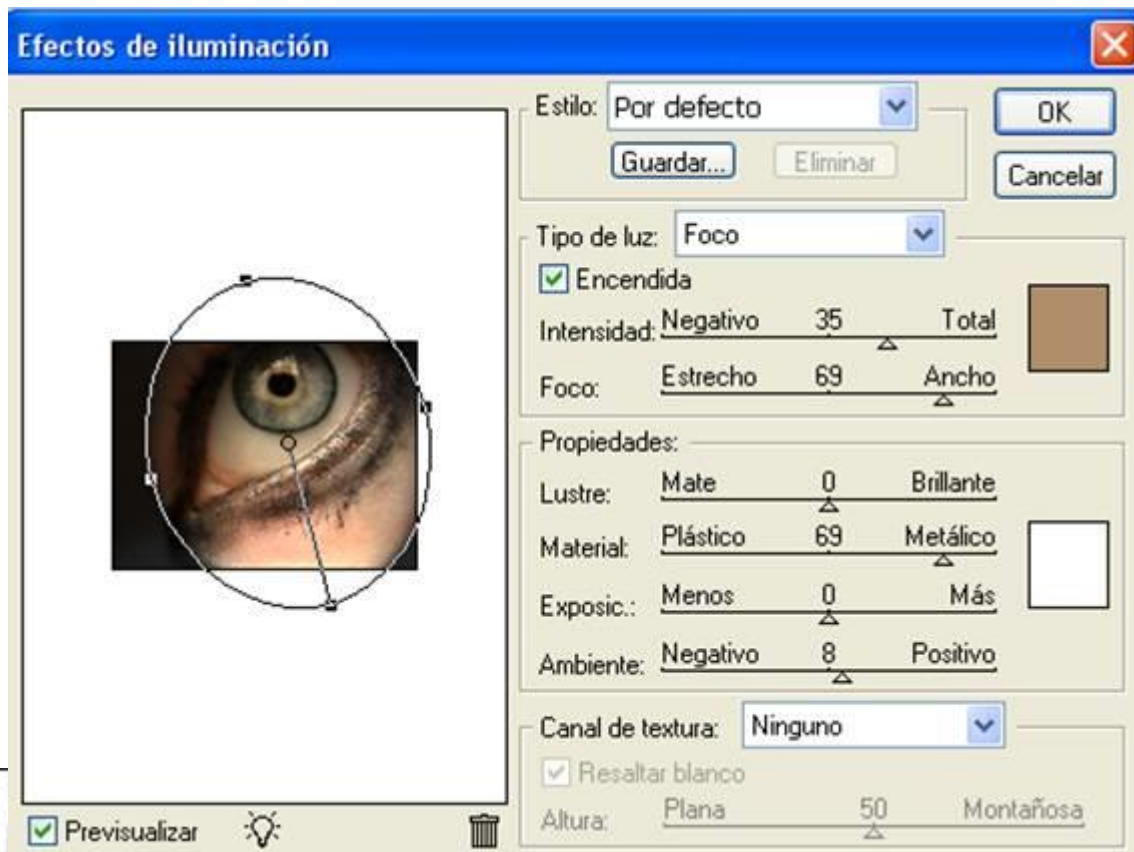 Efectos de iluminación
Estilo: Por defecto
OK
Guardar... Eliminar
Cancelar
Tipo de luz: Foco
Encendida
Intensidad: Negativo 35 Total
Foco: Estrecho 69 Ancho
Propiedades:
Lustre: Mate 0 Brillante
Material: Plástico 69 Metálico
Exposic.: Menos 0 Más
Ambiente: Negativo 8 Positivo
Canal de textura: Ninguno
Resaltar blanco
Altura: Plana 50 Montañosa
Previsualizar